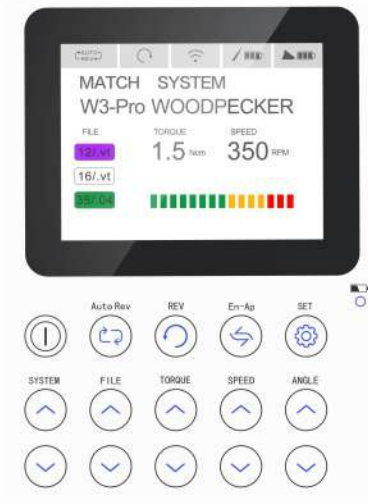 AUTO
MATCH SYSTEM
W3-Pro WOODPECKER
FILE TORQUE SPEED
12/.vt 1.5 Ncm 350 RPM
16/.vt
35/.04
Auto Rev REV En-Ap SET
SYSTEM FILE TORQUE SPEED ANGLE